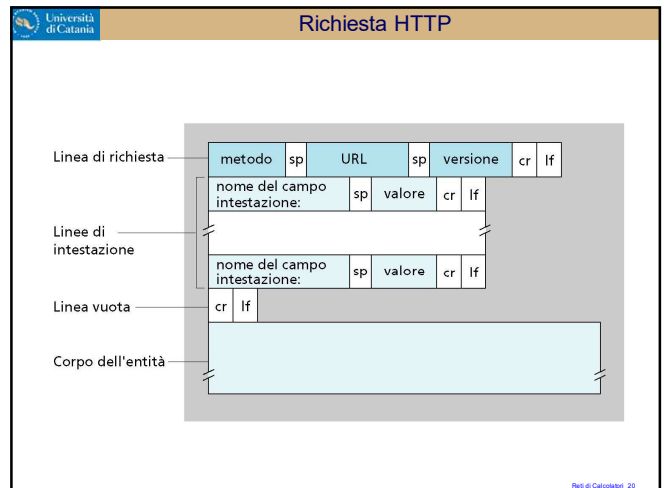 Università
di Catania
Richiesta HTTP
Linea di richiesta
metodo sp URL sp versione cr lf
nome del campo
intestazione: sp valore cr lf
Linee di
intestazione
nome del campo
intestazione: sp valore cr lf
Linea vuota
cr lf
Corpo dell'entità
Reti di Calcolatori 20